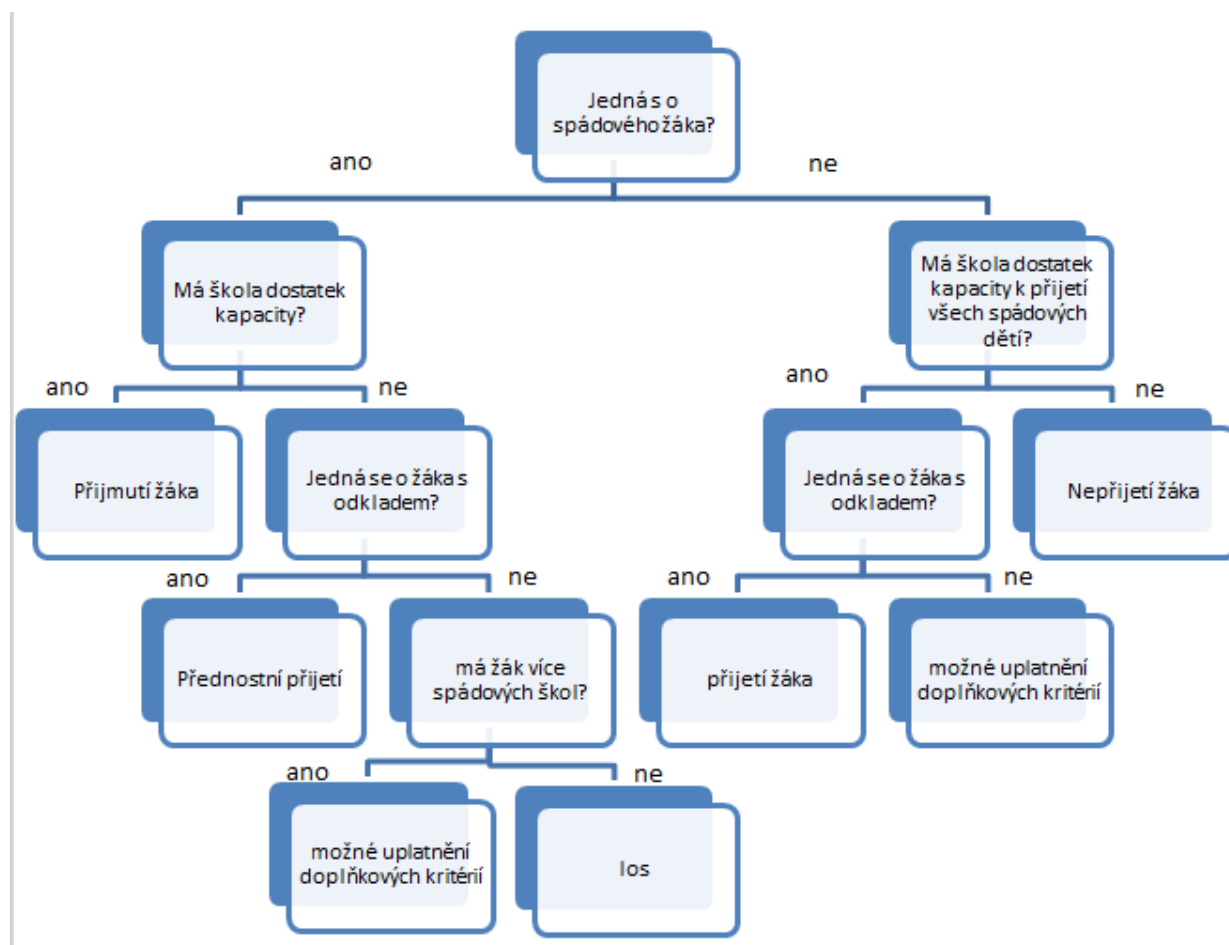 Jedná s o
spádového žáka?
ano
ne
Má škola dostatek
kapacity?
Má škola dostatek
kapacity k přijetí
všech spádových
dětí?
ano
ne
ano
ne
Přijmutí žáka
Jedná se o žáka s
odkladem?
Jedná se o žáka s
odkladem?
Nepřijetí žáka
ano
ne
ano
ne
Přednostní přijetí
má žák více
spádových škol?
přijetí žáka
možné uplatnění
doplňkových kritérií
ano
ne
možné uplatnění
doplňkových kritérií
los